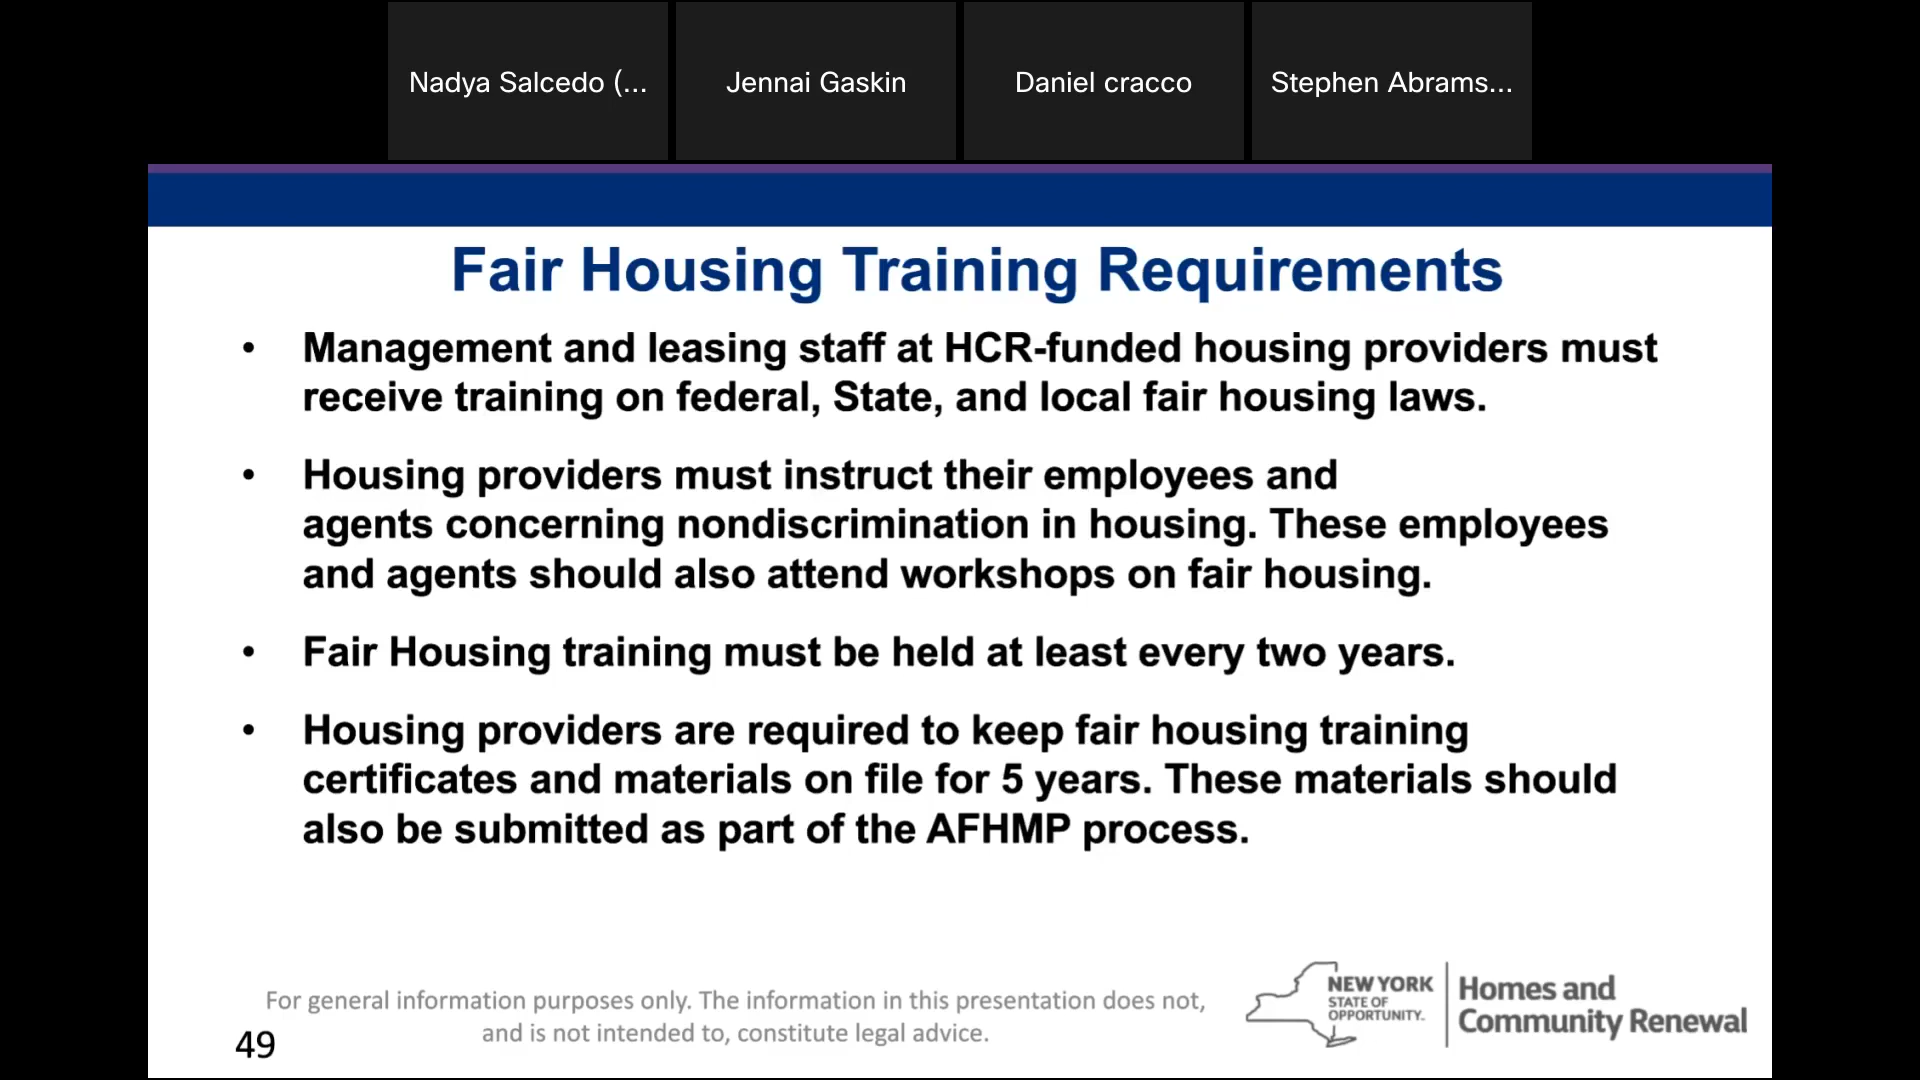 Nadya Salcedo (...
Jennai Gaskin
Daniel cracco
Stephen Abrams...
Fair Housing Training Requirements
• Management and leasing staff at HCR-funded housing providers must
receive training on federal, State, and local fair housing laws.
• Housing providers must instruct their employees and
agents concerning nondiscrimination in housing. These employees
and agents should also attend workshops on fair housing.
• Fair Housing training must be held at least every two years.
• Housing providers are required to keep fair housing training
certificates and materials on file for 5 years. These materials should
also be submitted as part of the AFHMP process.
For general information purposes only. The information in this presentation does not,
and is not intended to, constitute legal advice.
49
NEW YORK
STATE OF
OPPORTUNITY.
Homes and
Community Renewal